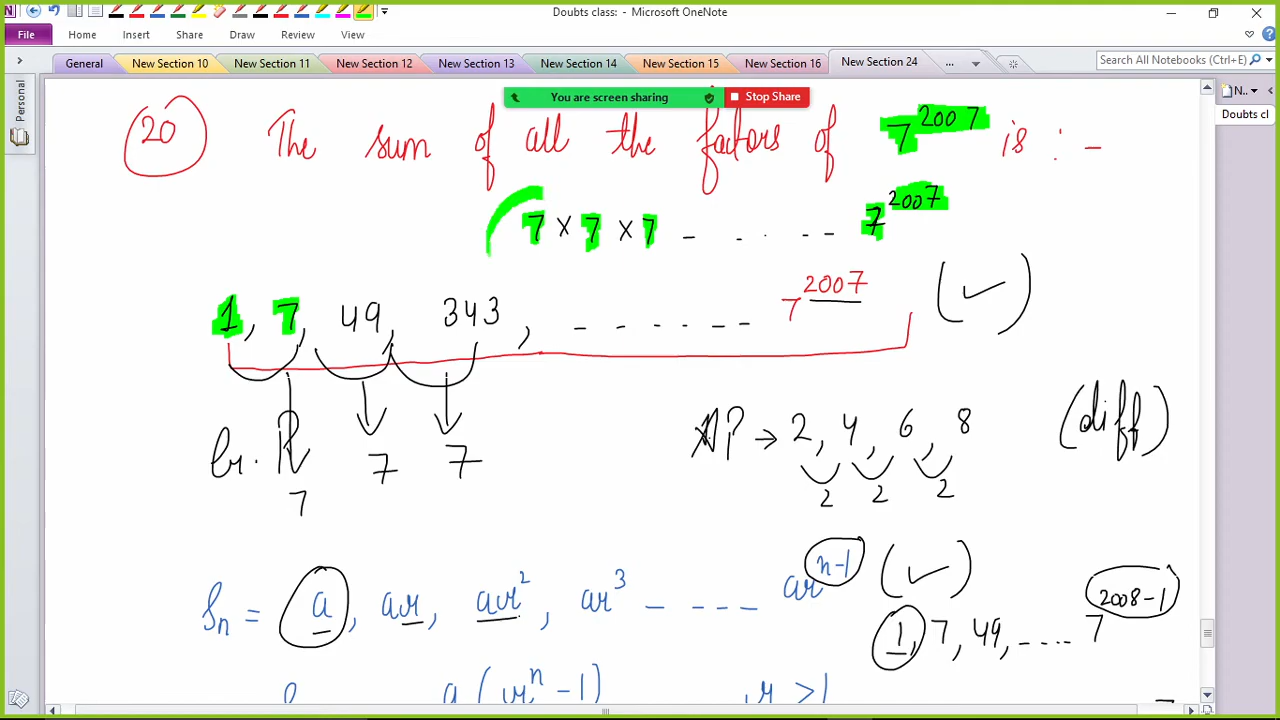 Doubts class: - Microsoft OneNote
File Home Insert Share Draw Review View
General New Section 10 New Section 11 New Section 12 New Section 13 New Section 14 New Section 15 New Section 16 New Section 24 ... Search All Notebooks (Ctrl+E)
You are screen sharing Stop Share
Personal
N..
Doubts cl
20 The sum of all the factors of 7^2007 is : -
7 × 7 × 7 - . . . - - 7^2007
1, 7, 49, 343, - - - - - - 7^2007 (✓)
AP → 2, 4, 6, 8 (diff)
2 2 2
Gr. P
7 7 7
Sn = a, ar, ar², ar³ - - - - ar^n-1 (✓)
1, 7, 49, .... 7^2008-1
a (r^n - 1) r > 1